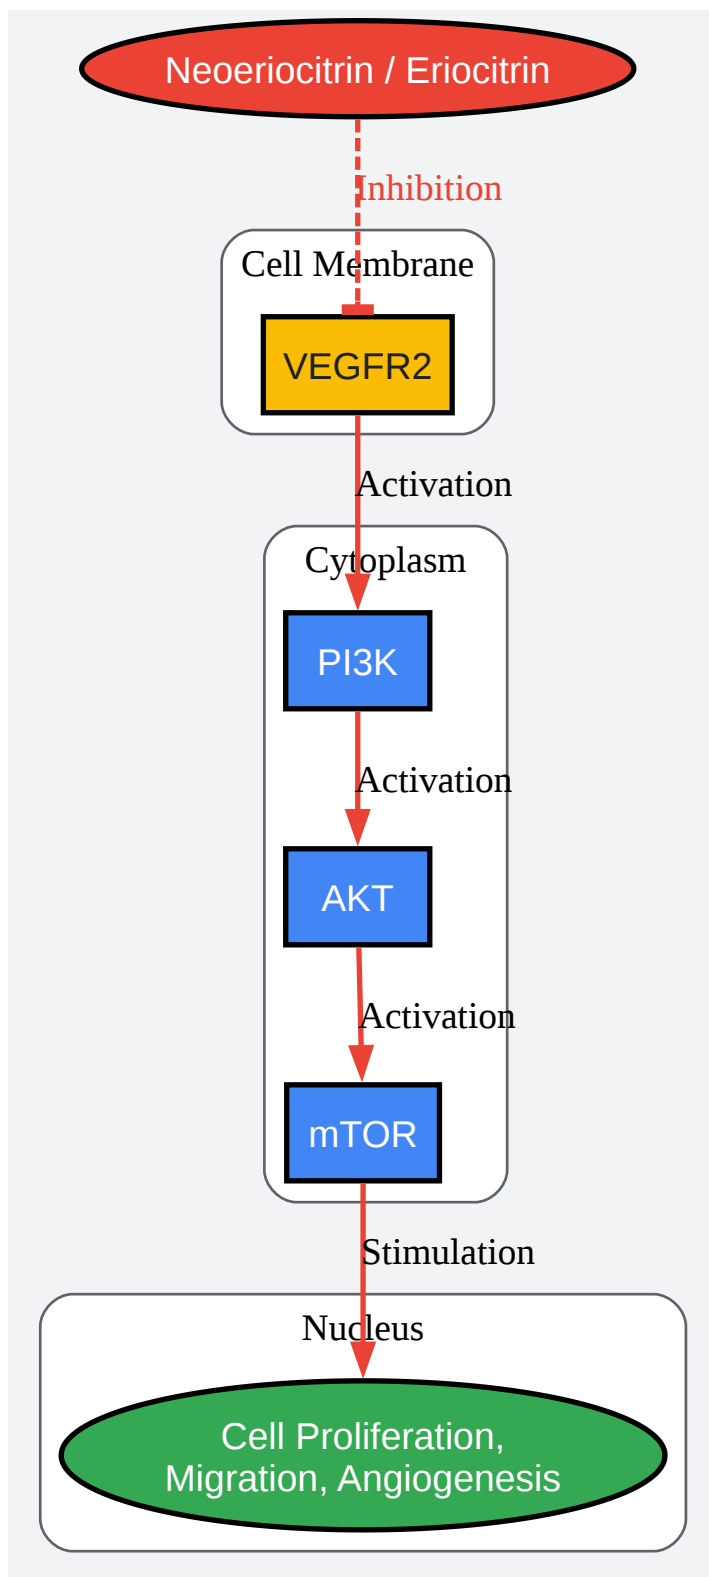 Neoeriocitrin / Eriocitrin
Inhibition
Cell Membrane
VEGFR2
Activation
Cytoplasm
PI3K
Activation
AKT
Activation
mTOR
Stimulation
Nucleus
Cell Proliferation,
Migration, Angiogenesis